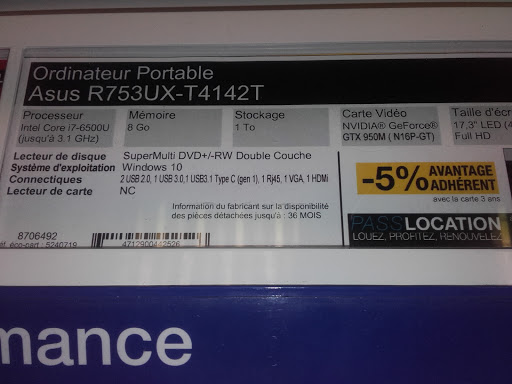 Ordinateur Portable
Asus R753UX-T4142T
Processeur
Intel Core i7-6500U
(jusqu'à 3.1 GHz)
Mémoire
8 Go
Stockage
1 To
Carte Vidéo
NVIDIA® GeForce®
GTX 950M ( N16P-GT)
Taille d'écr
17,3" LED (4
Full HD
Lecteur de disque SuperMulti DVD+/-RW Double Couche
Système d'exploitation Windows 10
Connectiques 2 USB 2.0, 1 USB 3.0,1 USB3.1 Type C (gen 1), 1 Rj45, 1 VGA, 1 HDMI
Lecteur de carte NC
Information du fabricant sur la disponibilité
des pièces détachées jusqu'à : 36 MOIS
-5% AVANTAGE
ADHÉRENT
avec la carte 3 ans
PASS LOCATION
LOUEZ, PROFITEZ, RENOUVELEZ
8706492
éco-part : 5240719
mance